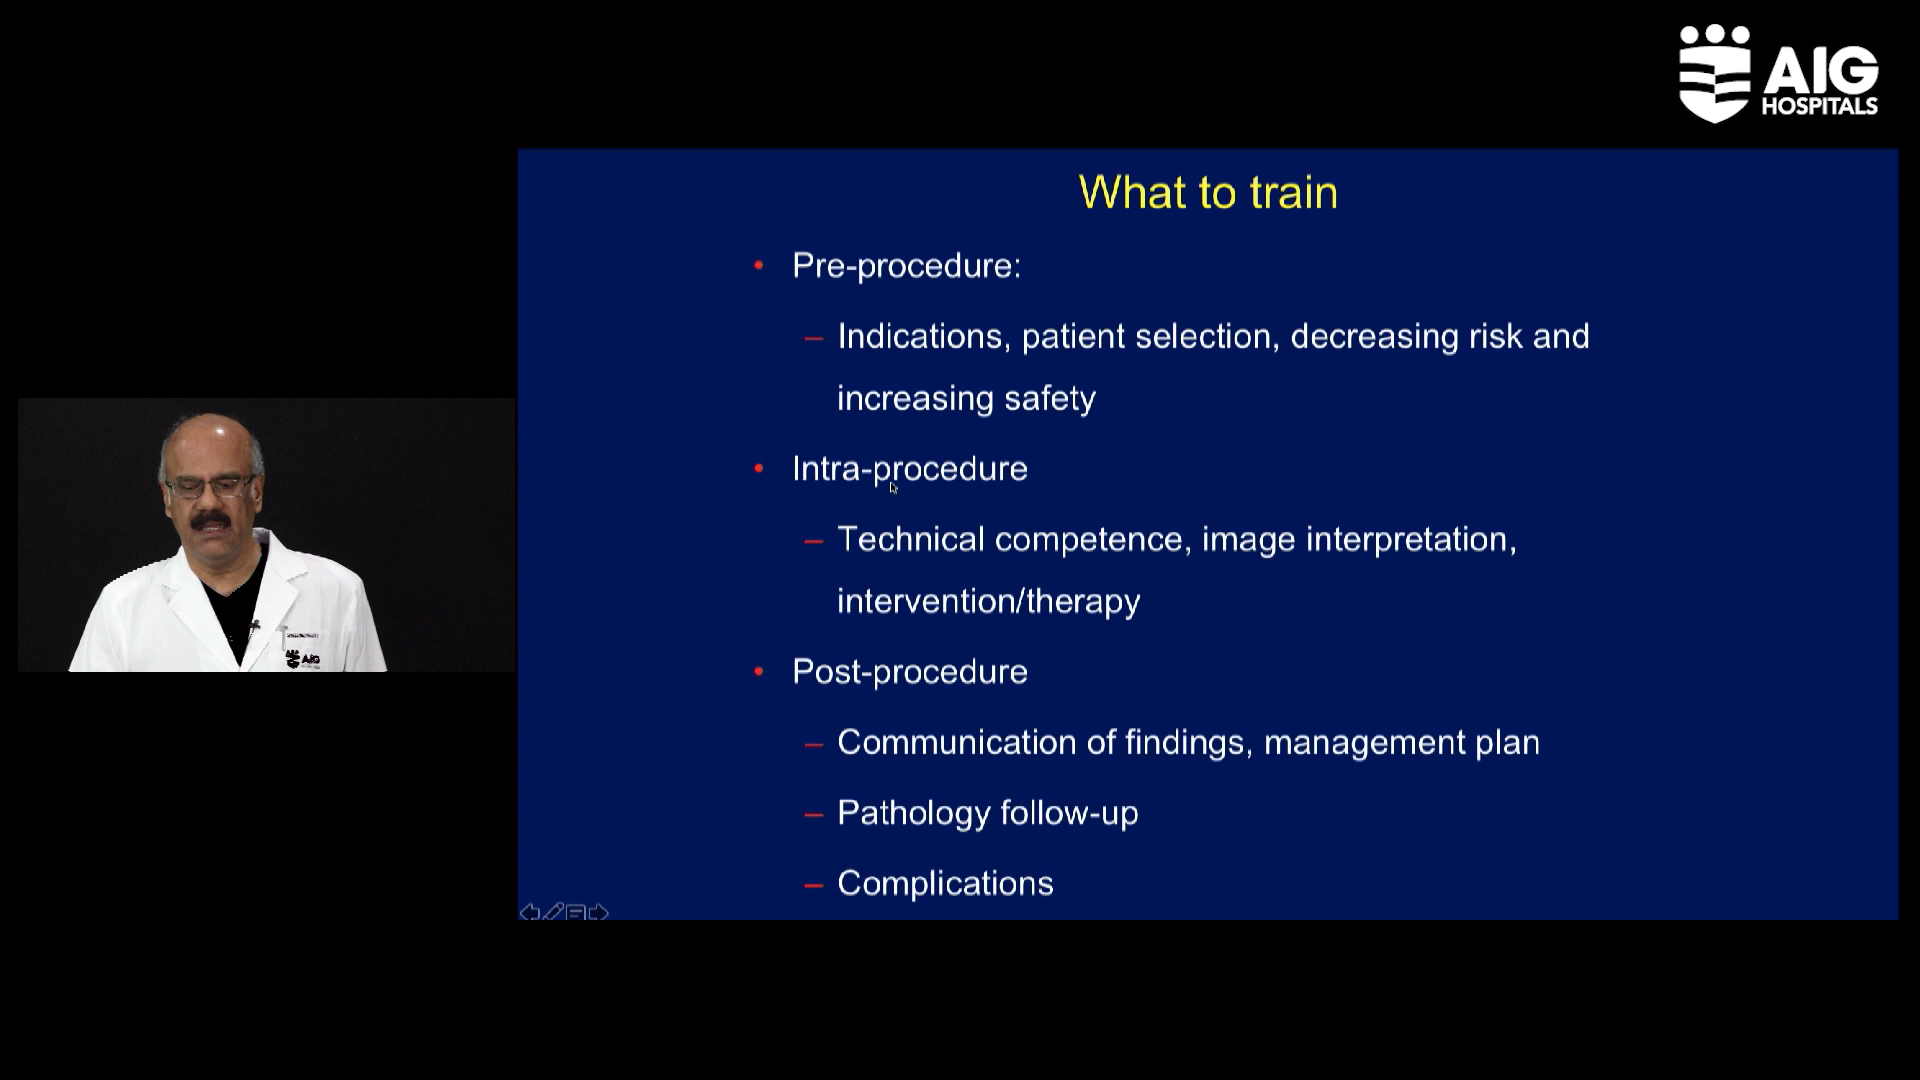 AIG
HOSPITALS
What to train
• Pre-procedure:
– Indications, patient selection, decreasing risk and
increasing safety
• Intra-procedure
– Technical competence, image interpretation,
intervention/therapy
• Post-procedure
– Communication of findings, management plan
– Pathology follow-up
– Complications
AIG